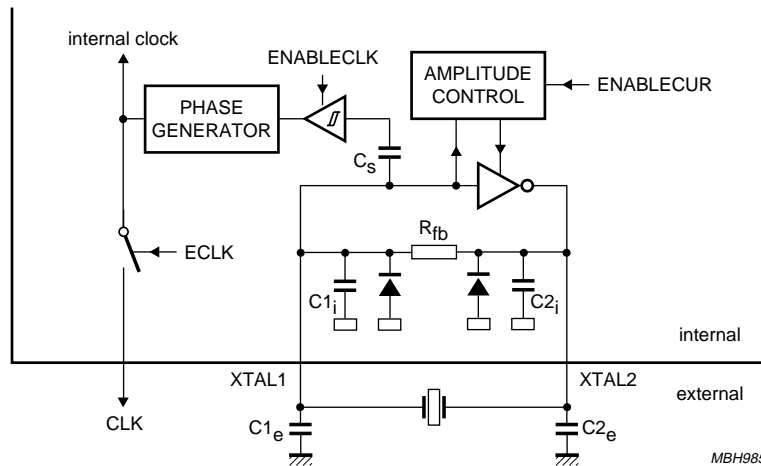 internal clock
ENABLECLK
AMPLITUDE
CONTROL
ENABLECUR
PHASE
GENERATOR
Cs
Rfb
ECLK
C1i
C2i
internal
XTAL1
XTAL2
external
CLK
C1e
C2e
MBH985